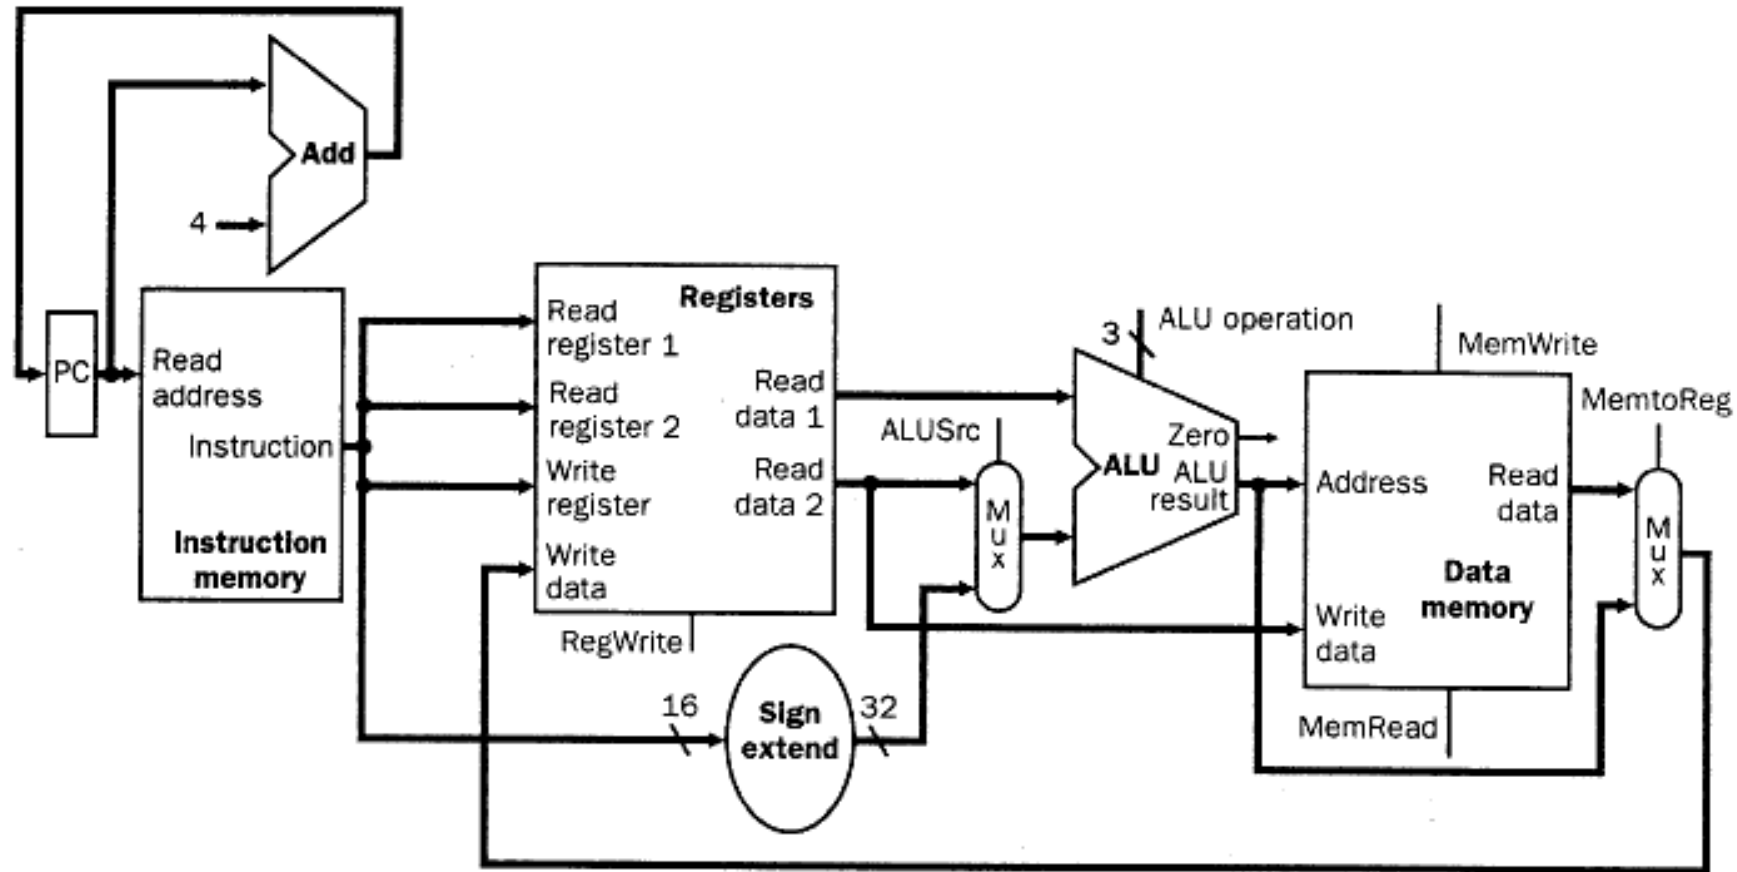 Add
4
PC
Read
address
Instruction
Instruction
memory
Registers
Read
register 1
Read
register 2
Write
register
Write
data
Read
data 1
Read
data 2
RegWrite
16
Sign
extend
32
ALUSrc
M
u
x
3
ALU operation
Zero
ALU
ALU
result
MemWrite
Address
Read
data
Data
memory
Write
data
MemRead
MemtoReg
M
u
x